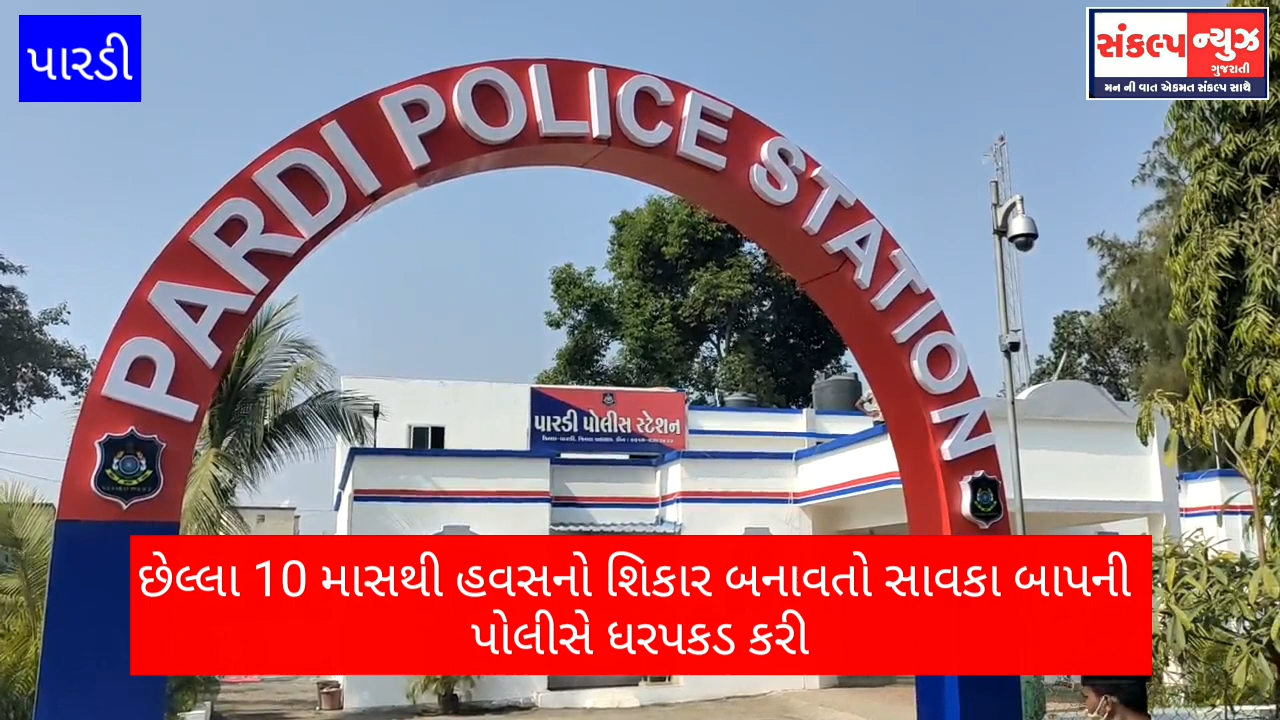 પારડી
સંકલ્પ ન્યુઝ
ગુજરાતી
મન ની વાત એકમત સંકલ્પ સાથે
PARDI POLICE STATION
પારડી પોલીસ સ્ટેશન
છેલ્લા 10 માસથી હવસનો શિકાર બનાવતો સાવકા બાપની
પોલીસે ધરપકડ કરી